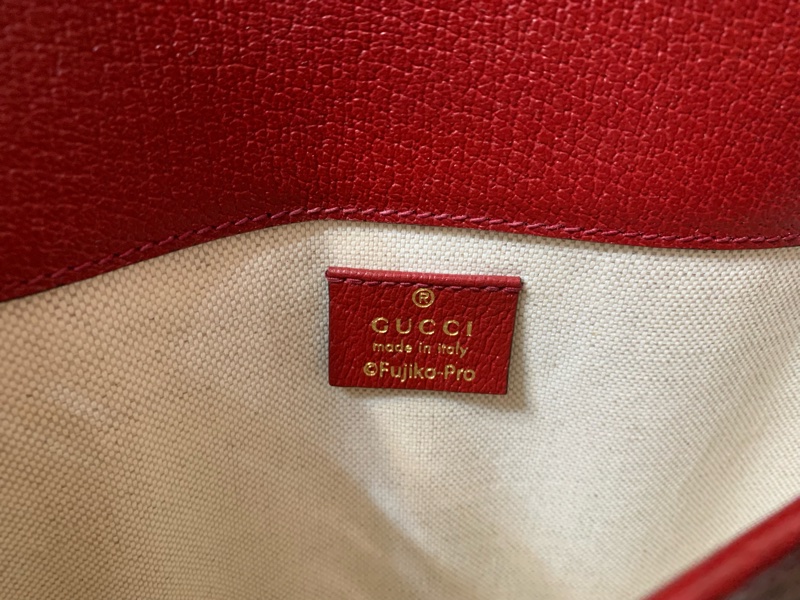 ®
GUCCI
made in italy
©Fujiko-Pro